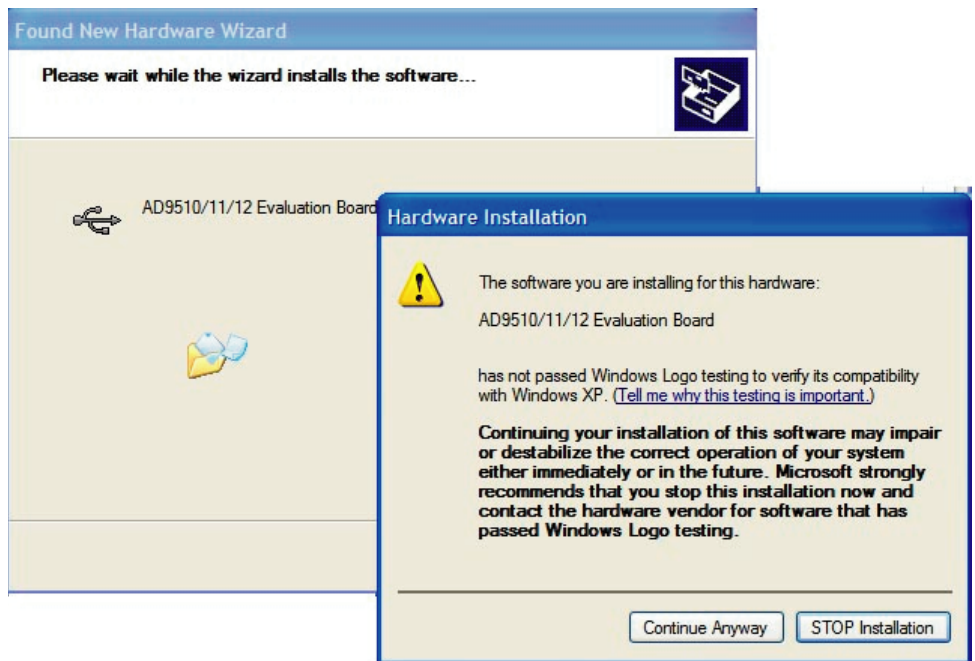 Found New Hardware Wizard
Please wait while the wizard installs the software...
AD9510/11/12 Evaluation Board
Hardware Installation
The software you are installing for this hardware:
AD9510/11/12 Evaluation Board
has not passed Windows Logo testing to verify its compatibility
with Windows XP. (Tell me why this testing is important.)
Continuing your installation of this software may impair
or destabilize the correct operation of your system
either immediately or in the future. Microsoft strongly
recommends that you stop this installation now and
contact the hardware vendor for software that has
passed Windows Logo testing.
Continue Anyway
STOP Installation